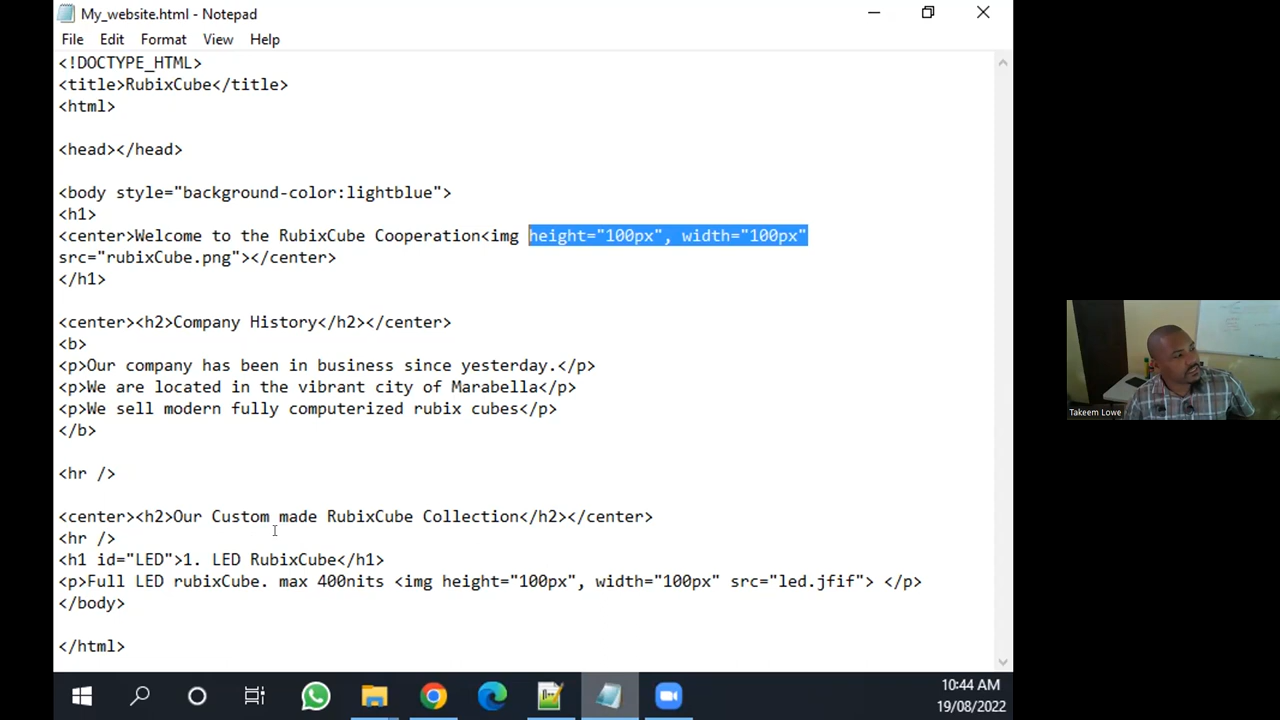 My_website.html - Notepad
File Edit Format View Help
<!DOCTYPE_HTML>
<title>RubixCube</title>
<html>
<head></head>
<body style="background-color:lightblue">
<h1>
<center>Welcome to the RubixCube Cooperation<img height="100px", width="100px"
src="rubixCube.png"></center>
</h1>
<center><h2>Company History</h2></center>
<b>
<p>Our company has been in business since yesterday.</p>
<p>We are located in the vibrant city of Marabella</p>
<p>We sell modern fully computerized rubix cubes</p>
</b>
<hr />
<center><h2>Our Custom made RubixCube Collection</h2></center>
<hr />
<h1 id="LED">1. LED RubixCube</h1>
<p>Full LED rubixCube. max 400nits <img height="100px", width="100px" src="led.jfif"> </p>
</body>
</html>
Takeem Lowe
10:44 AM
19/08/2022